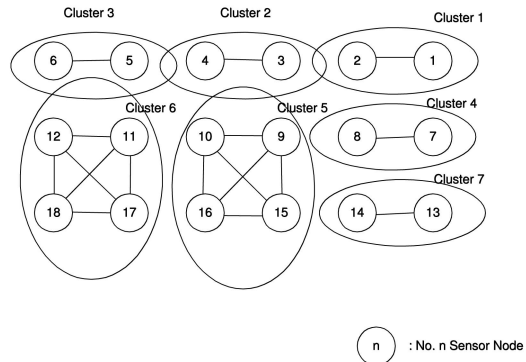 Cluster 3
Cluster 2
Cluster 1
6 5 4 3 2 1
Cluster 6
Cluster 5
Cluster 4
12 11 10 9 8 7
Cluster 7
18 17 16 15 14 13
n : No. n Sensor Node